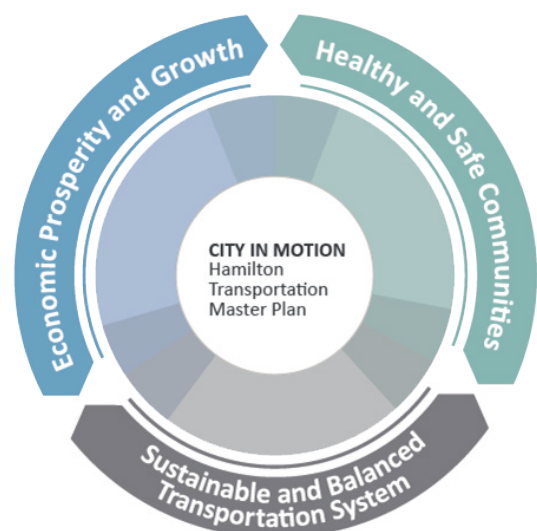 Economic Prosperity and Growth
Healthy and Safe Communities
CITY IN MOTION
Hamilton
Transportation
Master Plan
Sustainable and Balanced
Transportation System